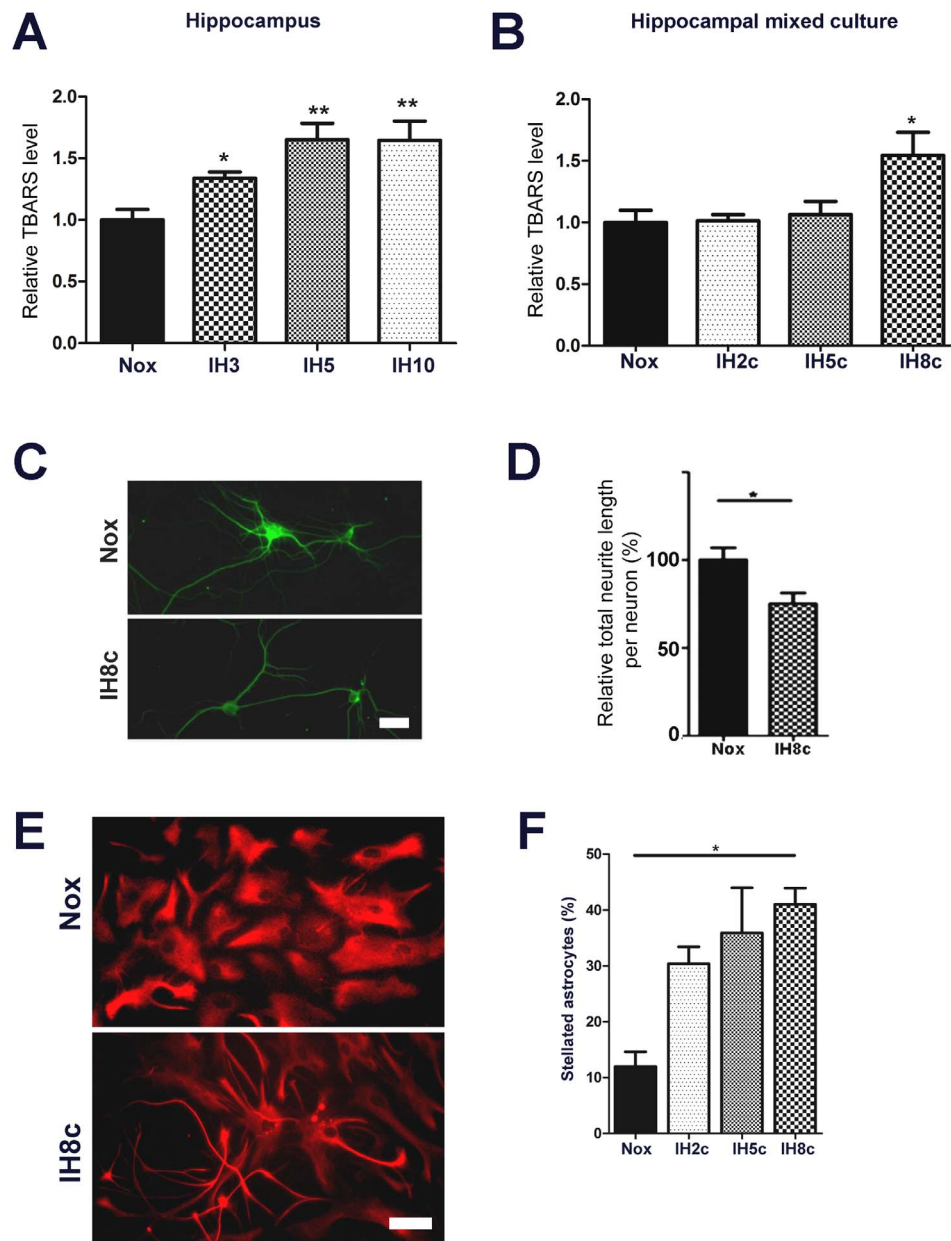 A
Hippocampus
Relative TBARS level
2.0
1.5
1.0
0.5
0.0
*
**
**
Nox IH3 IH5 IH10
B
Hippocampal mixed culture
Relative TBARS level
2.0
1.5
1.0
0.5
0.0
*
Nox IH2c IH5c IH8c
C
Nox
IH8c
D
Relative total neurite length
per neuron (%)
100
50
0
*
Nox IH8c
E
Nox
IH8c
F
Stellated astrocytes (%)
50
40
30
20
10
0
*
Nox IH2c IH5c IH8c